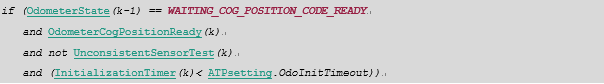 if (OdometerState(k-1) == WAITING_COG_POSITION_CODE_READY
and OdometerCogPositionReady(k)
and not UnconsistentSensorTest(k)
and (InitializationTimer(k)< ATPsetting.OdoInitTimeout))